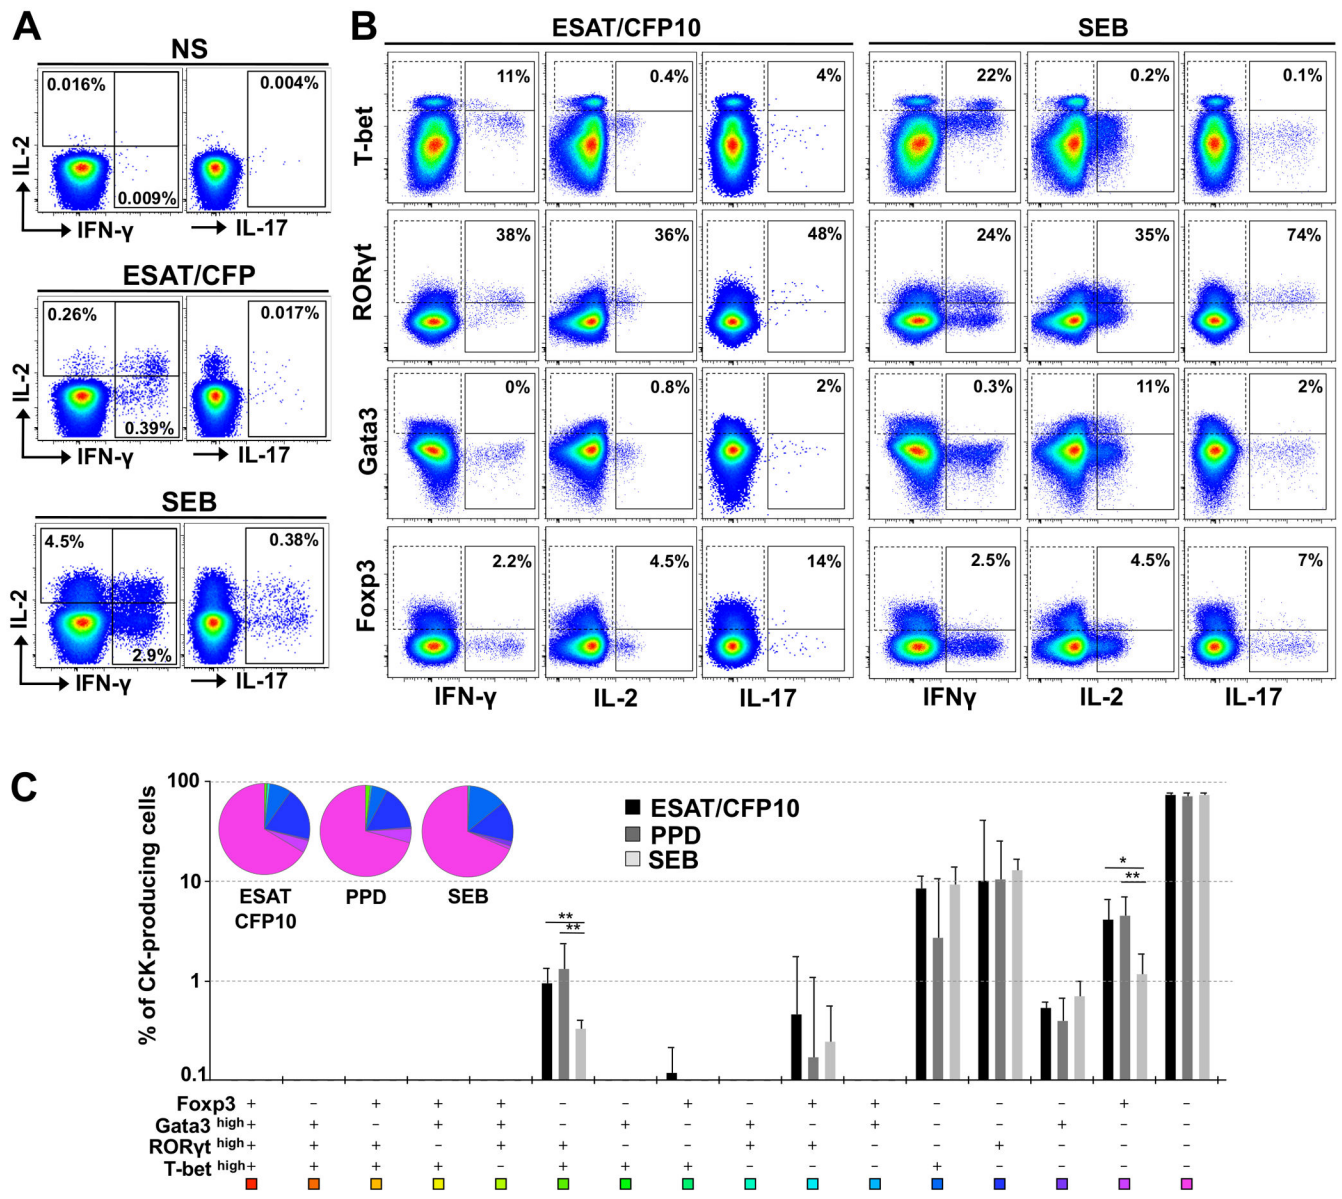 A
NS
0.016%
0.004%
0.009%
IL-2
IFN-γ
IL-17
ESAT/CFP
0.26%
0.017%
0.39%
IL-2
IFN-γ
IL-17
SEB
4.5%
0.38%
2.9%
IL-2
IFN-γ
IL-17
B
ESAT/CFP10 SEB
T-bet
11% 0.4% 4% 22% 0.2% 0.1%
RORγt
38% 36% 48% 24% 35% 74%
Gata3
0% 0.8% 2% 0.3% 11% 2%
Foxp3
2.2% 4.5% 14% 2.5% 4.5% 7%
IFN-γ IL-2 IL-17 IFNγ IL-2 IL-17
C
% of CK-producing cells
100
10
1
0.1
ESAT
CFP10
PPD
SEB
ESAT/CFP10
PPD
SEB
**
**
*
**
Foxp3 + – + + + – – + – + + – – – + –
Gata3 high + + – + + – + – + – + – – + – –
RORγt high + + + – + + – – + + – – + – – –
T-bet high + + + + – + + + – – – + – – – –